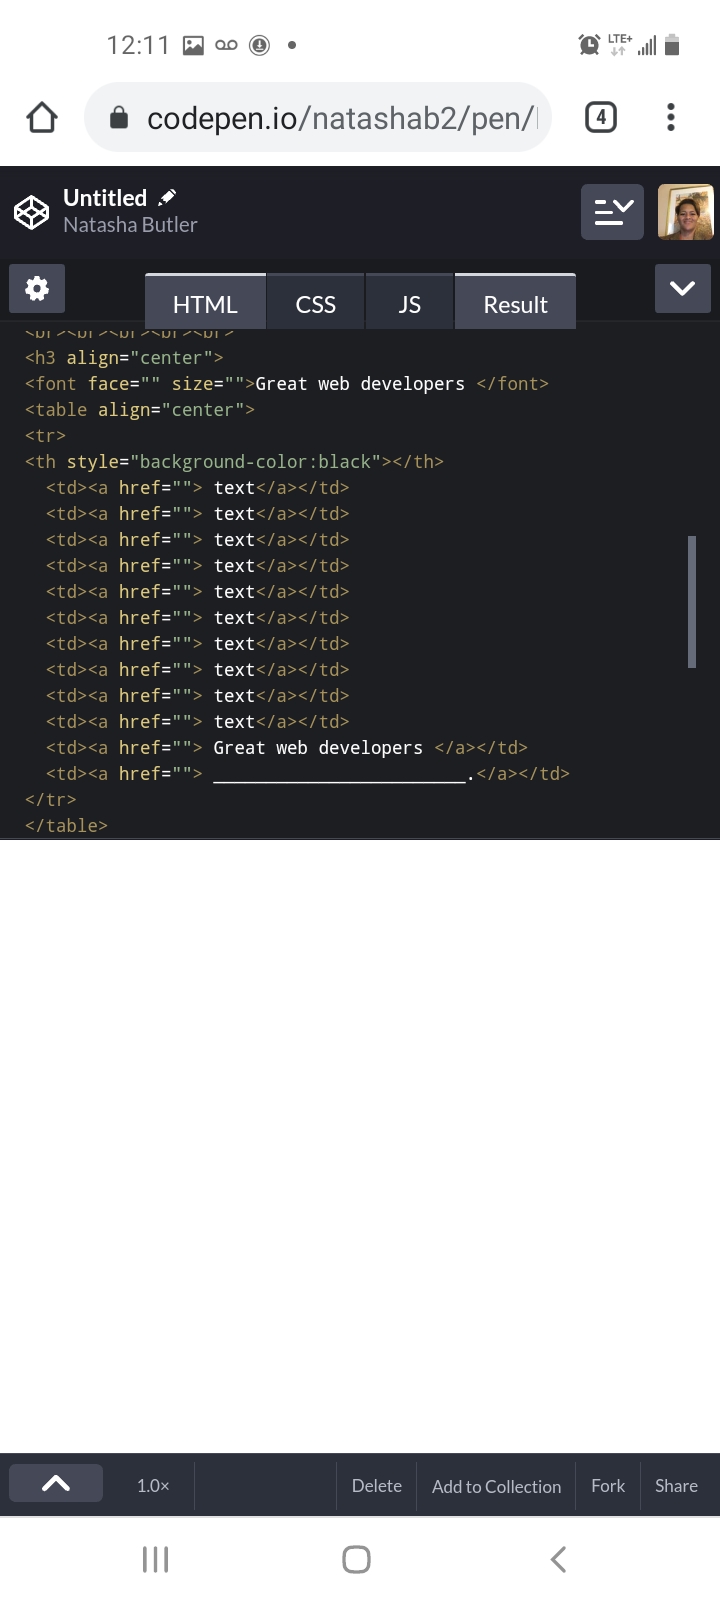 12:11
LTE+
codepen.io/natashab2/pen/
4
Untitled
Natasha Butler
HTML CSS JS Result
<br><br><br><br><br>
<h3 align="center">
<font face="" size="">Great web developers </font>
<table align="center">
<tr>
<th style="background-color:black"></th>
<td><a href=""> text</a></td>
<td><a href=""> text</a></td>
<td><a href=""> text</a></td>
<td><a href=""> text</a></td>
<td><a href=""> text</a></td>
<td><a href=""> text</a></td>
<td><a href=""> text</a></td>
<td><a href=""> text</a></td>
<td><a href=""> text</a></td>
<td><a href=""> text</a></td>
<td><a href=""> Great web developers </a></td>
<td><a href=""> ________________________.</a></td>
</tr>
</table>
1.0×
Delete Add to Collection Fork Share